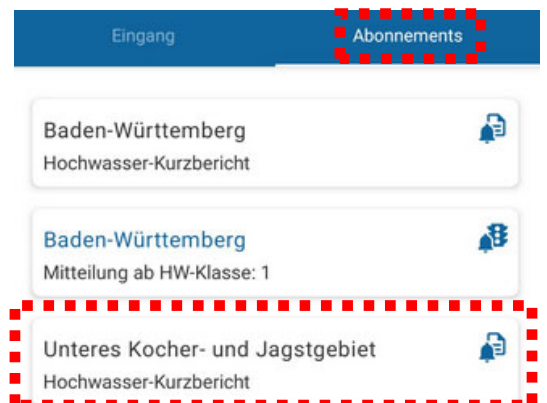 Eingang
Abonnements
Baden-Württemberg
Hochwasser-Kurzbericht
Baden-Württemberg
Mitteilung ab HW-Klasse: 1
Unteres Kocher- und Jagstgebiet
Hochwasser-Kurzbericht